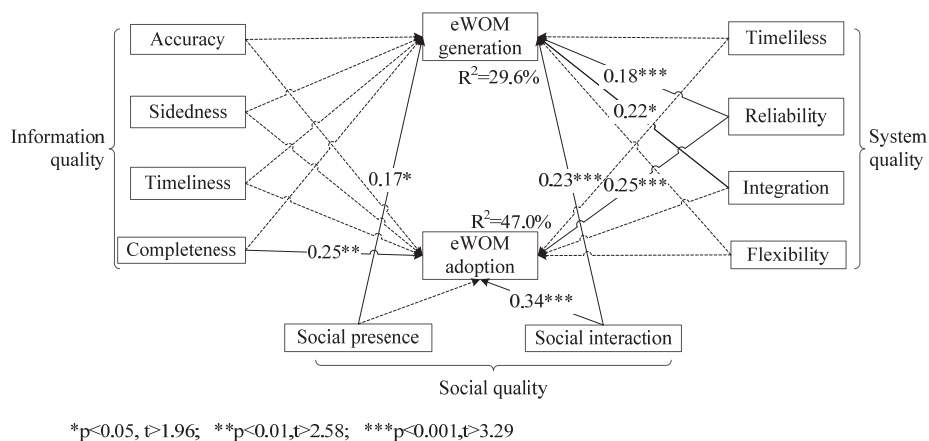 Accuracy
Sidedness
Information
quality
Timeliness
Completeness
eWOM
generation
R²=29.6%
0.18***
0.22*
0.17*
0.23***
0.25***
R²=47.0%
eWOM
adoption
0.25**
0.34***
Timeliless
Reliability
System
quality
Integration
Flexibility
Social presence
Social interaction
Social quality
*p<0.05, t>1.96; **p<0.01,t>2.58; ***p<0.001,t>3.29